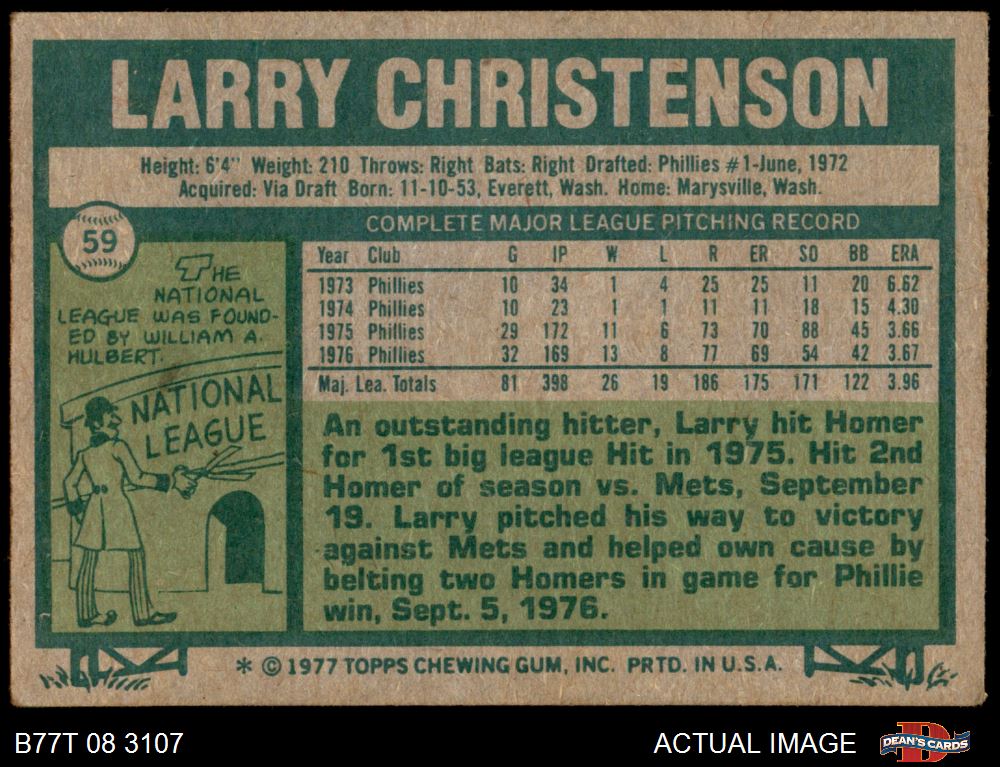 LARRY CHRISTENSON
Height: 6'4" Weight: 210 Throws: Right Bats: Right Drafted: Phillies #1-June, 1972
Acquired: Via Draft Born: 11-10-53, Everett, Wash. Home: Marysville, Wash.
59
THE
NATIONAL
LEAGUE WAS FOUND-
ED BY WILLIAM A.
HULBERT.
NATIONAL
LEAGUE
COMPLETE MAJOR LEAGUE PITCHING RECORD
Year Club G IP W L R ER SO BB ERA
1973 Phillies 10 34 1 4 25 25 11 20 6.62
1974 Phillies 10 23 1 1 11 11 18 15 4.30
1975 Phillies 29 172 11 6 73 70 88 45 3.66
1976 Phillies 32 169 13 8 77 69 54 42 3.67
Maj. Lea. Totals 81 398 26 19 186 175 171 122 3.96
An outstanding hitter, Larry hit Homer
for 1st big league Hit in 1975. Hit 2nd
Homer of season vs. Mets, September
19. Larry pitched his way to victory
against Mets and helped own cause by
belting two Homers in game for Phillie
win, Sept. 5, 1976.
* © 1977 TOPPS CHEWING GUM, INC. PRTD. IN U.S.A.
B77T 08 3107
ACTUAL IMAGE
DEAN'S CARDS